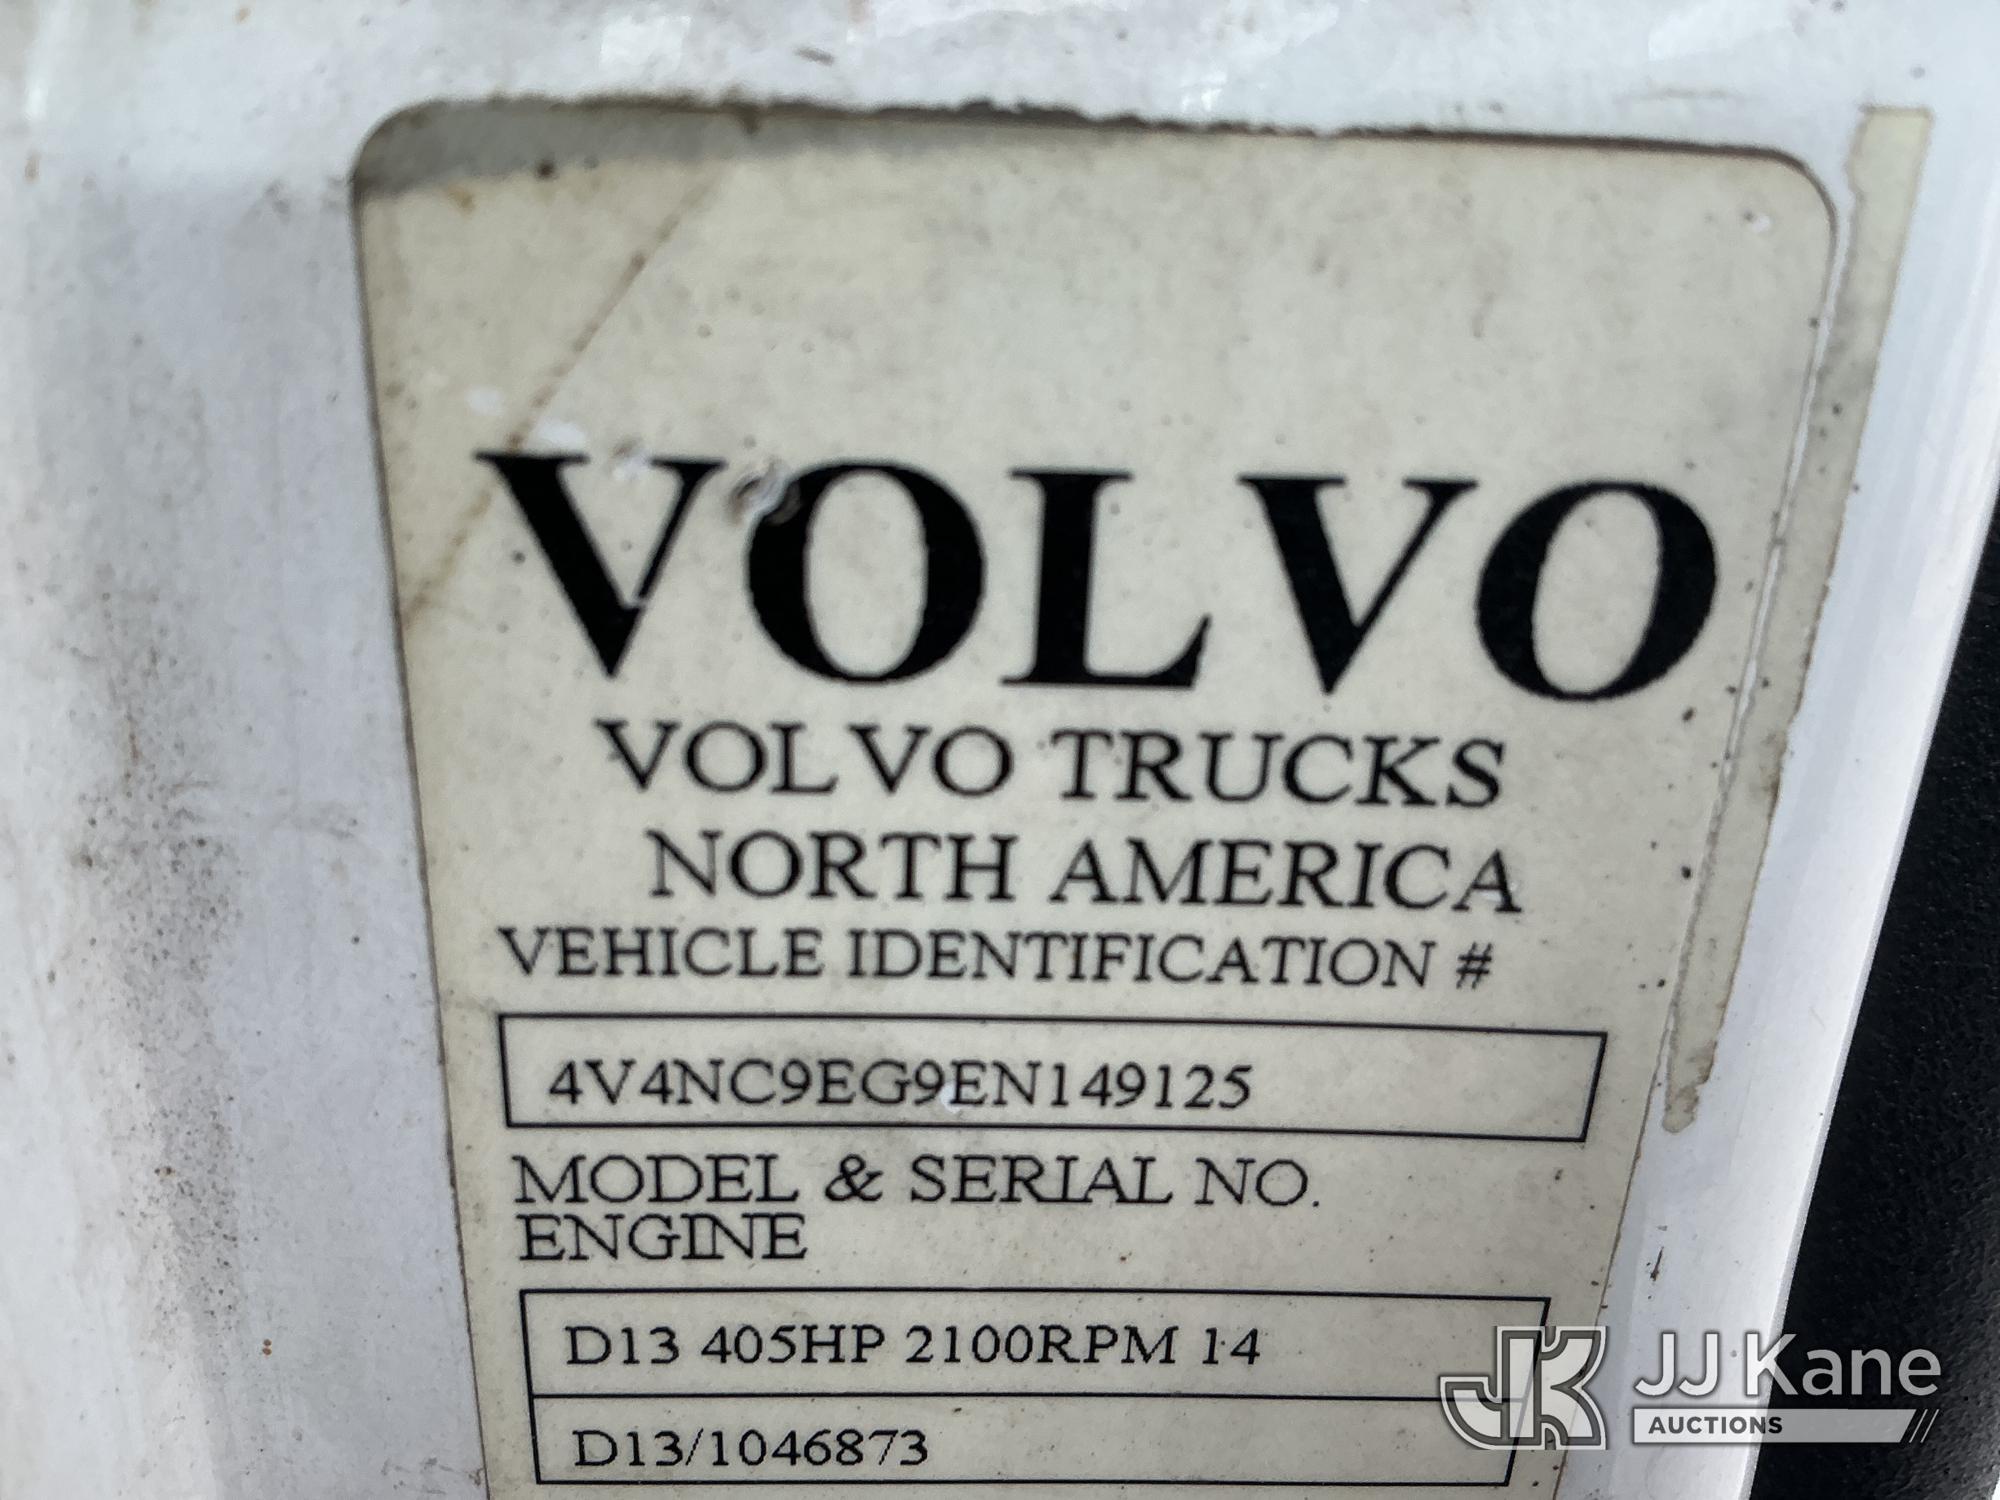 VOLVO
VOLVO TRUCKS
NORTH AMERICA
VEHICLE IDENTIFICATION #
4V4NC9EG9EN149125
MODEL & SERIAL NO.
ENGINE
D13 405HP 2100RPM 14
D13/1046873
JK JJ Kane
AUCTIONS